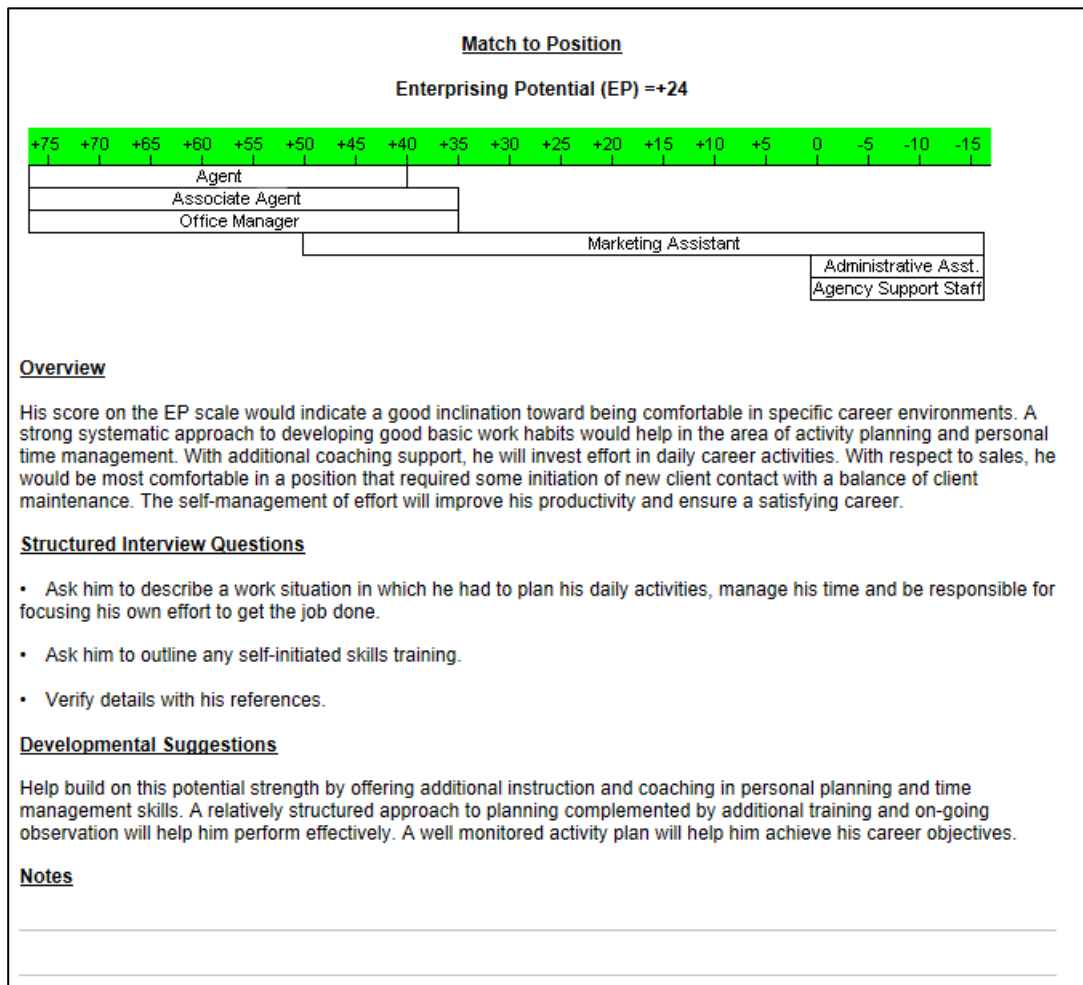 Match to Position
Enterprising Potential (EP) =+24
+75 +70 +65 +60 +55 +50 +45 +40 +35 +30 +25 +20 +15 +10 +5 0 -5 -10 -15
Agent
Associate Agent
Office Manager
Marketing Assistant
Administrative Asst.
Agency Support Staff
Overview
His score on the EP scale would indicate a good inclination toward being comfortable in specific career environments. A
strong systematic approach to developing good basic work habits would help in the area of activity planning and personal
time management. With additional coaching support, he will invest effort in daily career activities. With respect to sales, he
would be most comfortable in a position that required some initiation of new client contact with a balance of client
maintenance. The self-management of effort will improve his productivity and ensure a satisfying career.
Structured Interview Questions
• Ask him to describe a work situation in which he had to plan his daily activities, manage his time and be responsible for
focusing his own effort to get the job done.
• Ask him to outline any self-initiated skills training.
• Verify details with his references.
Developmental Suggestions
Help build on this potential strength by offering additional instruction and coaching in personal planning and time
management skills. A relatively structured approach to planning complemented by additional training and on-going
observation will help him perform effectively. A well monitored activity plan will help him achieve his career objectives.
Notes